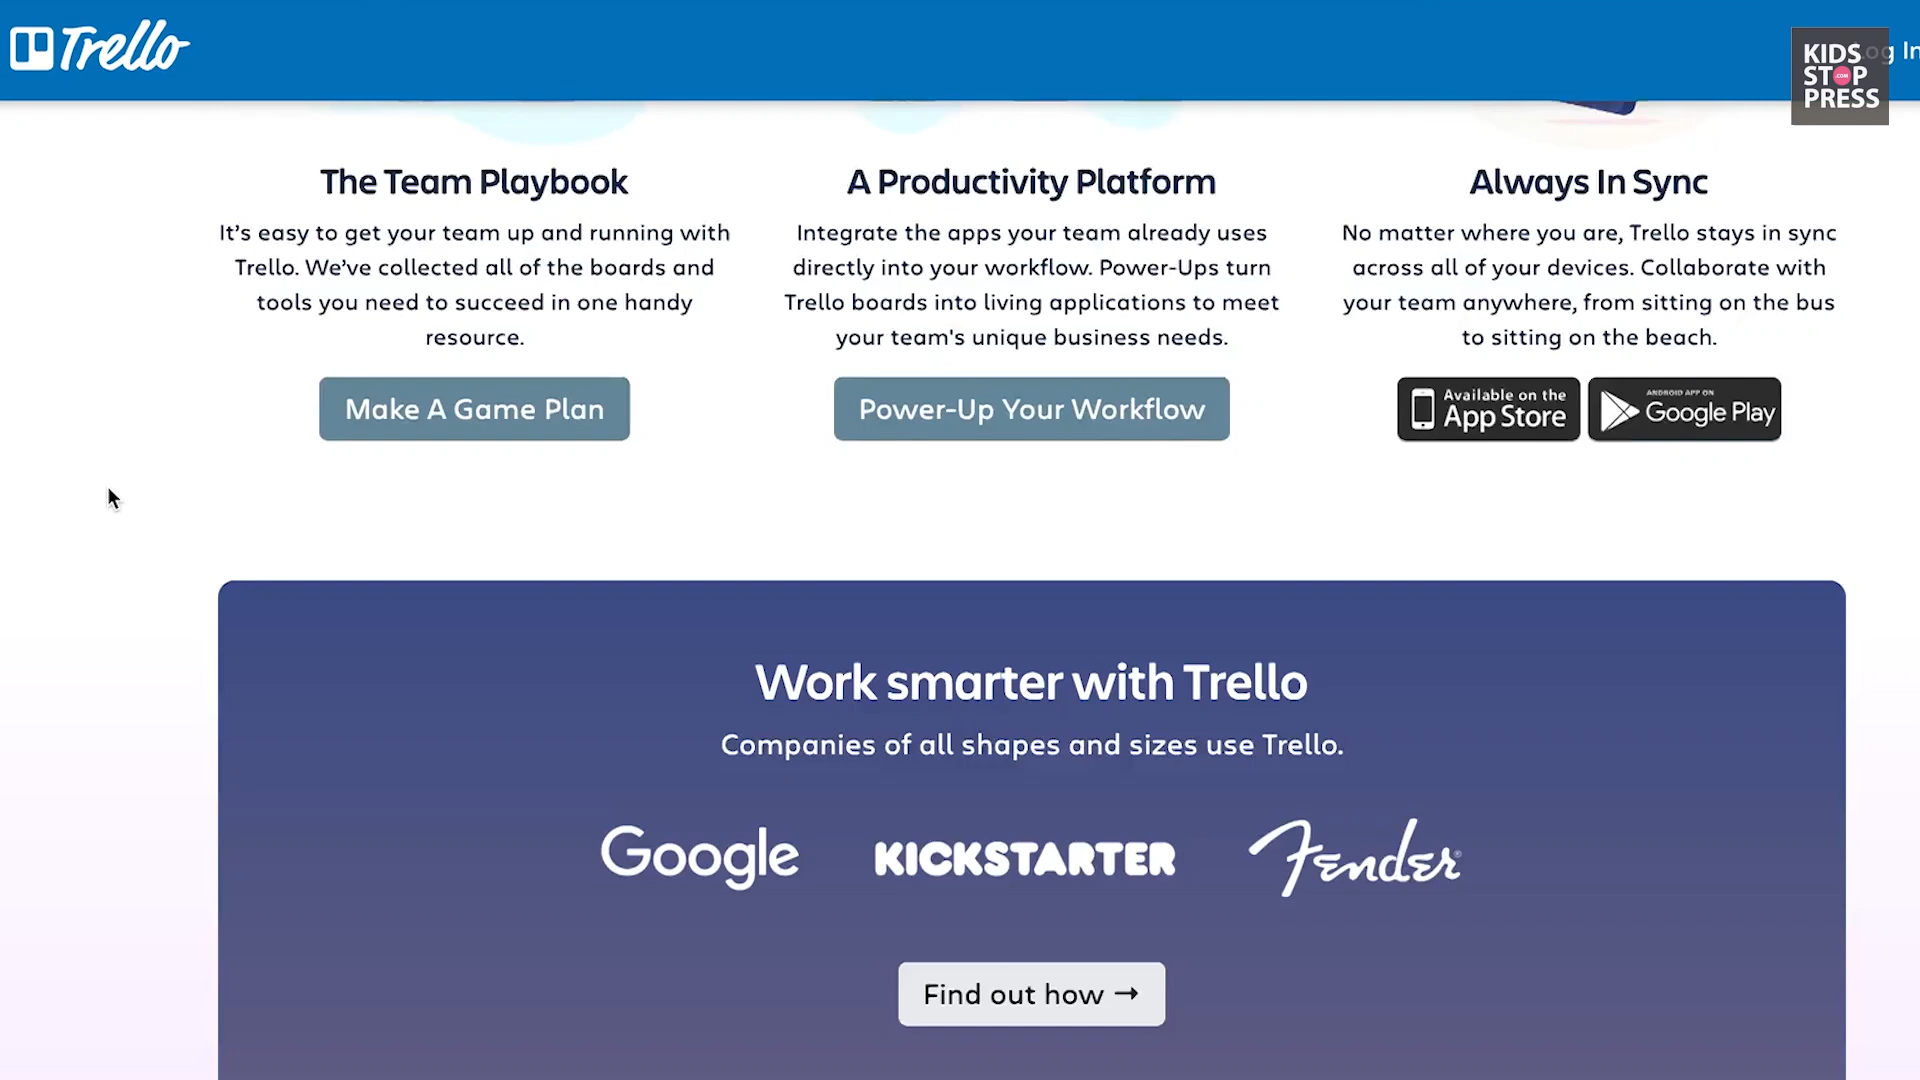 Trello
Log In
KIDS
STOP
.COM
PRESS
The Team Playbook
It's easy to get your team up and running with
Trello. We've collected all of the boards and
tools you need to succeed in one handy
resource.
Make A Game Plan
A Productivity Platform
Integrate the apps your team already uses
directly into your workflow. Power-Ups turn
Trello boards into living applications to meet
your team's unique business needs.
Power-Up Your Workflow
Always In Sync
No matter where you are, Trello stays in sync
across all of your devices. Collaborate with
your team anywhere, from sitting on the bus
to sitting on the beach.
Available on the
App Store
ANDROID APP ON
Google Play
Work smarter with Trello
Companies of all shapes and sizes use Trello.
Google
KICKSTARTER
Fender®
Find out how →